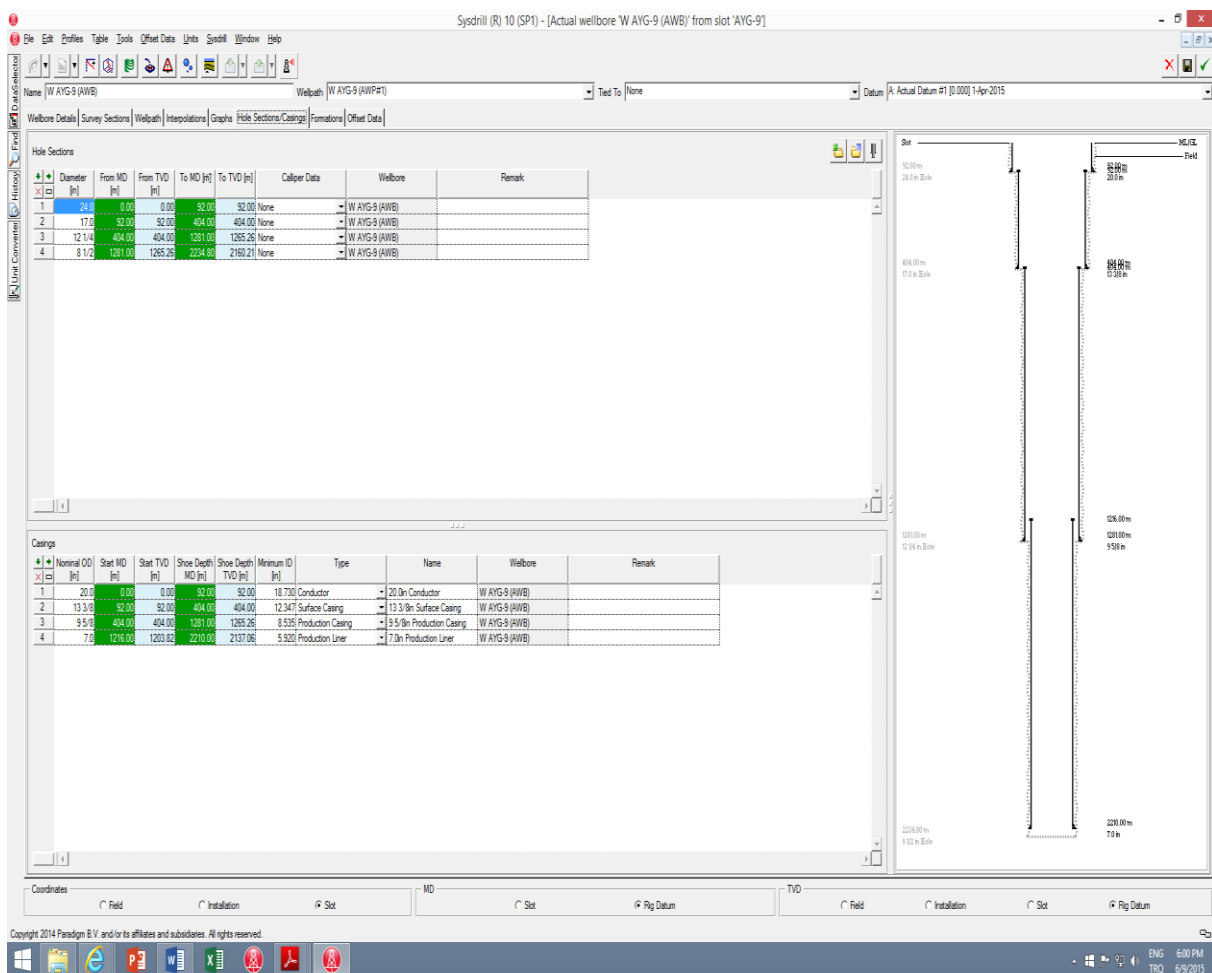 Sysdrill (R) 10 (SP1) - [Actual wellbore 'W AYG-9 (AWB)' from slot 'AYG-9']
File Edit Profiles Table Tools Offset Data Units Sysdrill Window Help
Name W AYG-9 (AWB) Wellpath W AYG-9 (AWP#1) Tied To None Datum A: Actual Datum #1 [0.000] 1-Apr-2015
DataSelector
Find
History
Unit Converter
Wellbore Details Survey Sections Wellpath Interpolations Graphs Hole Sections/Casings Formations Offset Data
Hole Sections
Diameter [in] From MD [m] From TVD [m] To MD [m] To TVD [m] Caliper Data Wellbore Remark
1 24.0 0.00 0.00 92.00 92.00 None W AYG-9 (AWB)
2 17.0 92.00 92.00 404.00 404.00 None W AYG-9 (AWB)
3 12 1/4 404.00 404.00 1281.00 1265.26 None W AYG-9 (AWB)
4 8 1/2 1281.00 1265.26 2234.80 2160.21 None W AYG-9 (AWB)
Casings
Nominal OD [in] Start MD [m] Start TVD [m] Shoe Depth MD [m] Shoe Depth TVD [m] Minimum ID [in] Type Name Wellbore Remark
1 20.0 0.00 0.00 92.00 92.00 18.730 Conductor 20.0in Conductor W AYG-9 (AWB)
2 13 3/8 92.00 92.00 404.00 404.00 12.347 Surface Casing 13 3/8in Surface Casing W AYG-9 (AWB)
3 9 5/8 404.00 404.00 1281.00 1265.26 8.535 Production Casing 9 5/8in Production Casing W AYG-9 (AWB)
4 7.0 1216.00 1203.82 2210.00 2137.06 5.920 Production Liner 7.0in Production Liner W AYG-9 (AWB)
Slot ML/GL
Field
92.00 m
24.0 in Hole 20.0 in
404.00 m
17.0 in Hole 13 3/8 in
1216.00 m
1281.00 m 1281.00 m
12 1/4 in Hole 9 5/8 in
2210.00 m
2234.80 m 7.0 in
8 1/2 in Hole
Coordinates MD TVD
Field Installation Slot Slot Rig Datum Field Installation Slot Rig Datum
Copyright 2014 Paradigm B.V. and/or its affiliates and subsidiaries. All rights reserved.
ENG 6:00 PM
TRQ 6/9/2015